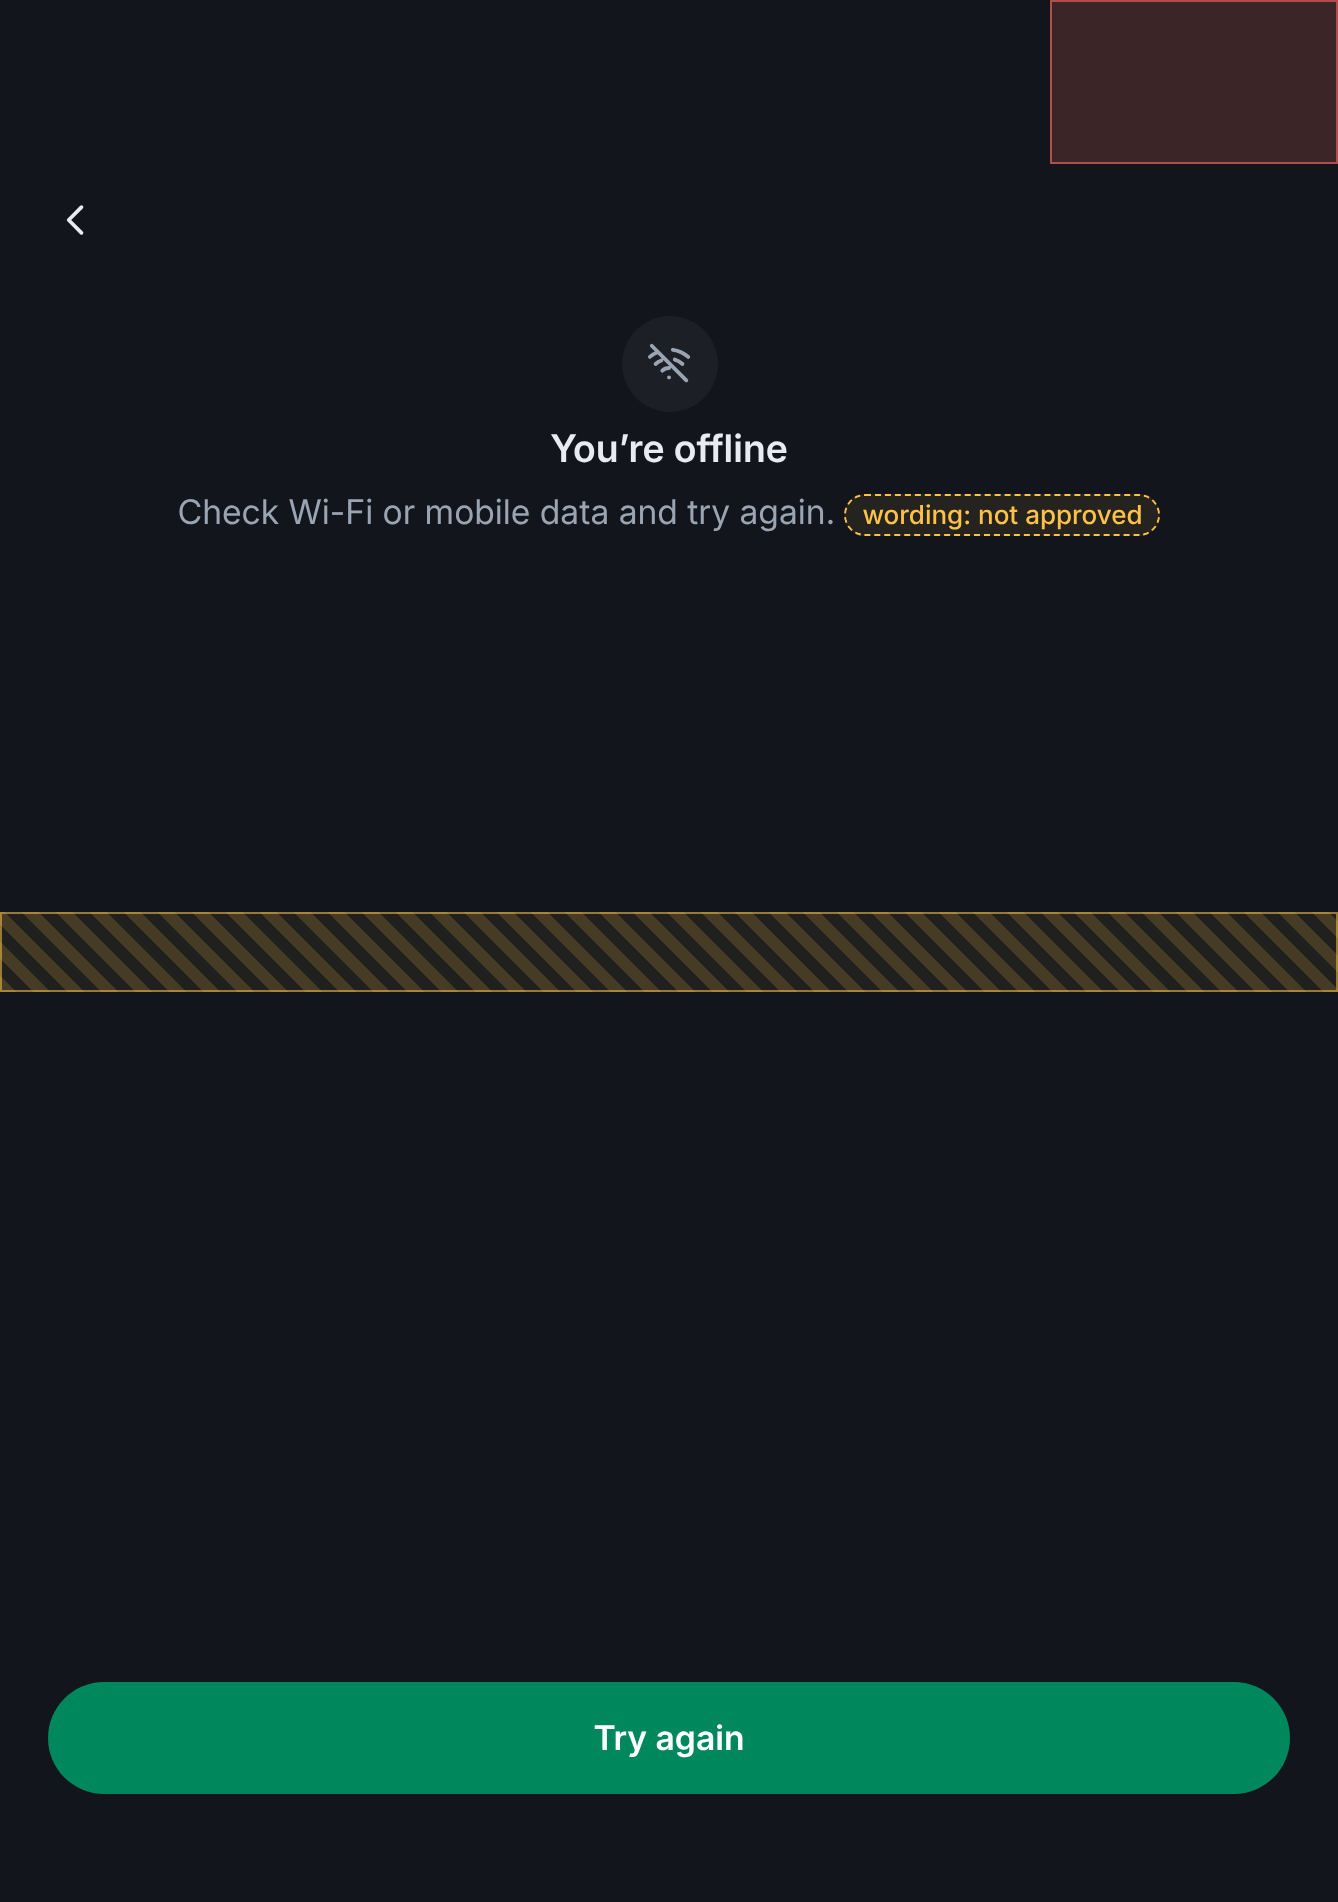 You’re offline
Check Wi-Fi or mobile data and try again. wording: not approved
Try again